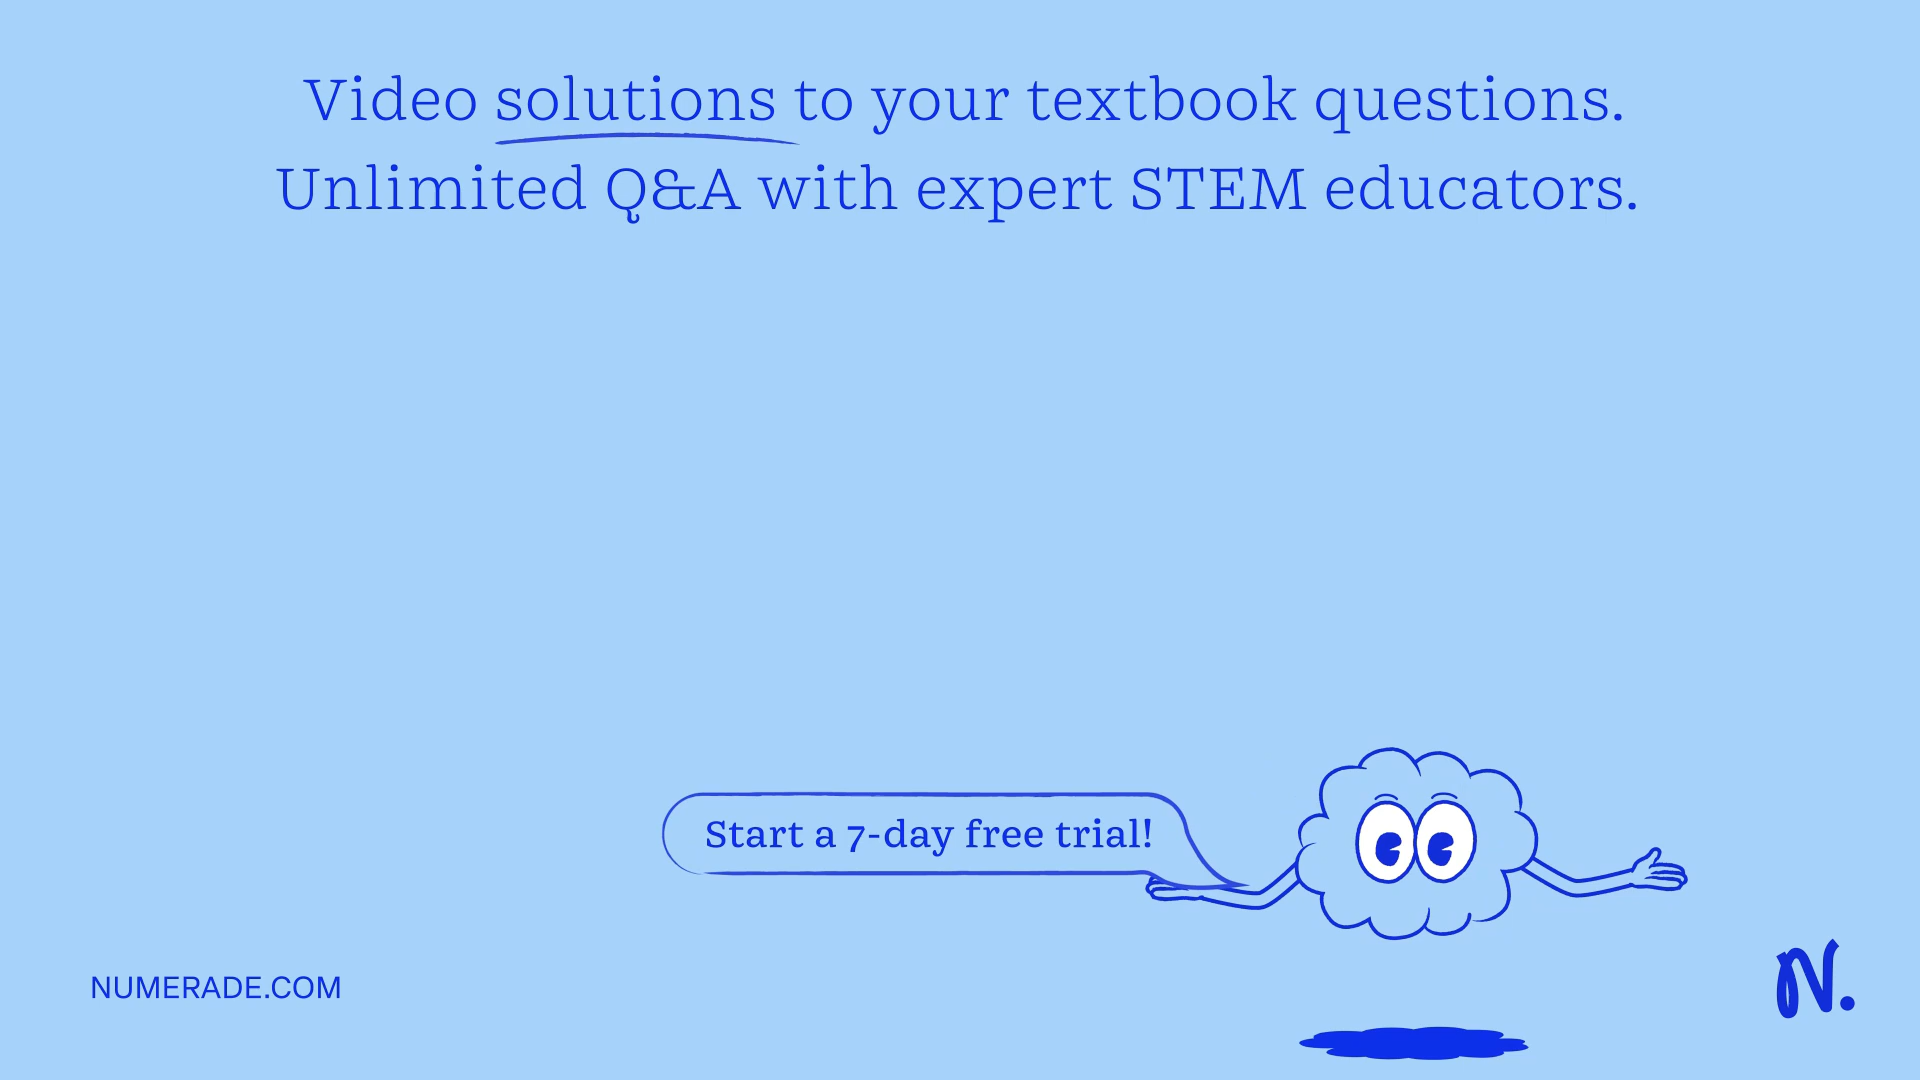 Video solutions to your textbook questions.
Unlimited Q&A with expert STEM educators.
Start a 7-day free trial!
NUMERADE.COM
N.